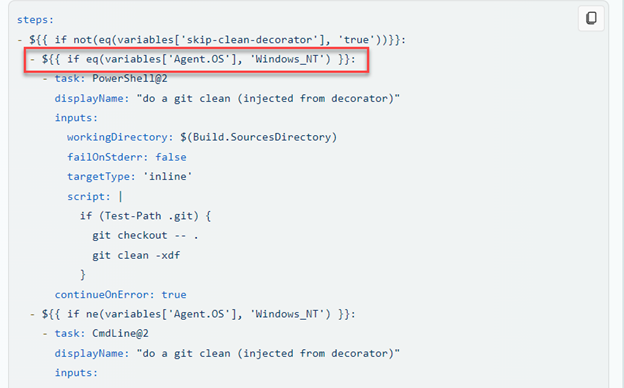 steps:
- ${{ if not(eq(variables['skip-clean-decorator'], 'true'))}}:
- ${{ if eq(variables['Agent.OS'], 'Windows_NT') }}:
- task: PowerShell@2
displayName: "do a git clean (injected from decorator)"
inputs:
workingDirectory: $(Build.SourcesDirectory)
failOnStderr: false
targetType: 'inline'
script: |
if (Test-Path .git) {
git checkout -- .
git clean -xdf
}
continueOnError: true
- ${{ if ne(variables['Agent.OS'], 'Windows_NT') }}:
- task: CmdLine@2
displayName: "do a git clean (injected from decorator)"
inputs: